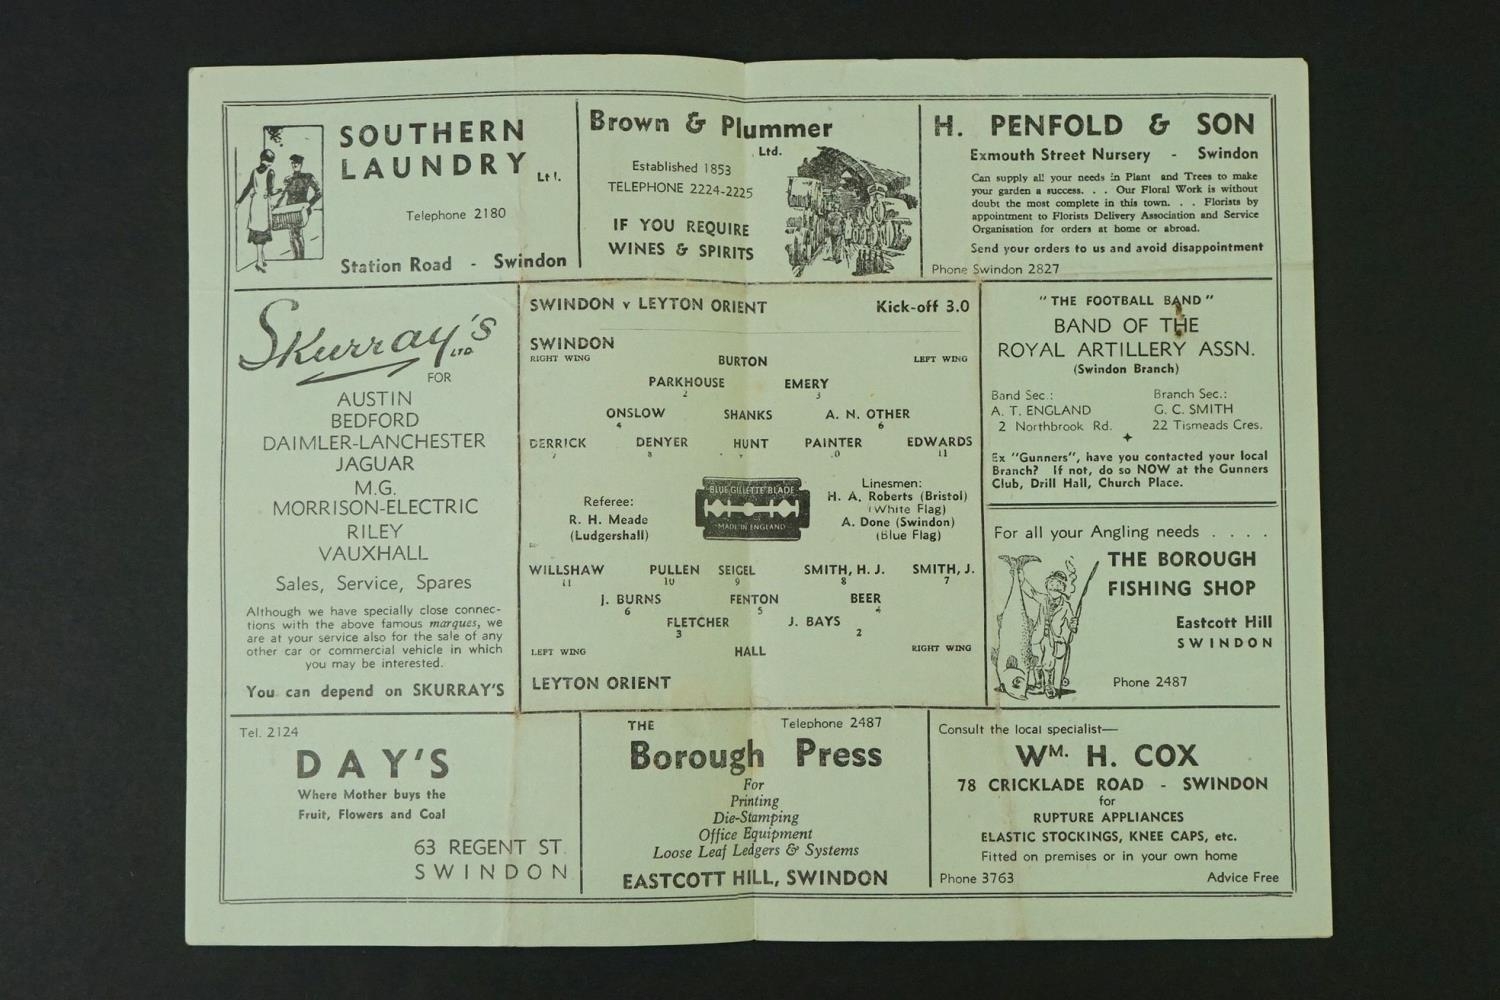 SOUTHERN
LAUNDRY Ltd.
Telephone 2180
Station Road - Swindon
Brown & Plummer
Ltd.
Established 1853
TELEPHONE 2224-2225
IF YOU REQUIRE
WINES & SPIRITS
H. PENFOLD & SON
Exmouth Street Nursery - Swindon
Can supply all your needs in Plant and Trees to make
your garden a success. . . Our Floral Work is without
doubt the most complete in this town. . . Florists by
appointment to Florists Delivery Association and Service
Organisation for orders at home or abroad.
Send your orders to us and avoid disappointment
Phone Swindon 2827
Skurray's
LTD.
FOR
AUSTIN
BEDFORD
DAIMLER-LANCHESTER
JAGUAR
M.G.
MORRISON-ELECTRIC
RILEY
VAUXHALL
Sales, Service, Spares
Although we have specially close connec-
tions with the above famous marques, we
are at your service also for the sale of any
other car or commercial vehicle in which
you may be interested.
You can depend on SKURRAY'S
SWINDON v LEYTON ORIENT Kick-off 3.0
SWINDON
RIGHT WING BURTON LEFT WING
PARKHOUSE EMERY
2 3
ONSLOW SHANKS A. N. OTHER
4 6
DERRICK DENYER HUNT PAINTER EDWARDS
7 8 11
Referee:
R. H. Meade
(Ludgershall)
BLUE GILLETTE BLADE
MADE IN ENGLAND
Linesmen:
H. A. Roberts (Bristol)
(White Flag)
A. Done (Swindon)
(Blue Flag)
WILLSHAW PULLEN SEIGEL SMITH, H. J. SMITH, J.
11 10 9 8 7
J. BURNS FENTON BEER
6 5 4
FLETCHER J. BAYS
3 2
LEFT WING HALL RIGHT WING
LEYTON ORIENT
"THE FOOTBALL BAND"
BAND OF THE
ROYAL ARTILLERY ASSN.
(Swindon Branch)
Band Sec.: Branch Sec.:
A. T. ENGLAND G. C. SMITH
2 Northbrook Rd. 22 Tismeads Cres.
Ex "Gunners", have you contacted your local
Branch? If not, do so NOW at the Gunners
Club, Drill Hall, Church Place.
For all your Angling needs . . . .
THE BOROUGH
FISHING SHOP
Eastcott Hill
SWINDON
Phone 2487
Tel. 2124
DAY'S
Where Mother buys the
Fruit, Flowers and Coal
63 REGENT ST.
SWINDON
THE Telephone 2487
Borough Press
For
Printing
Die-Stamping
Office Equipment
Loose Leaf Ledgers & Systems
EASTCOTT HILL, SWINDON
Consult the local specialist—
WM. H. COX
78 CRICKLADE ROAD - SWINDON
for
RUPTURE APPLIANCES
ELASTIC STOCKINGS, KNEE CAPS, etc.
Fitted on premises or in your own home
Phone 3763 Advice Free